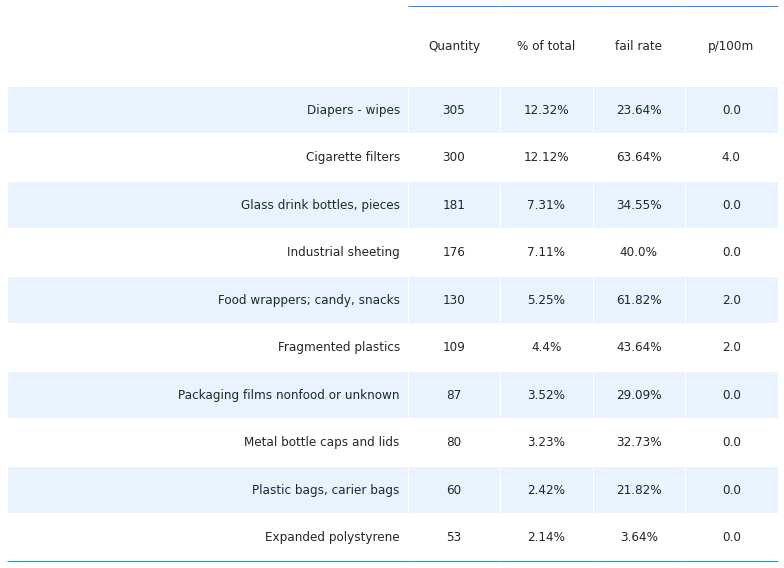 Quantity % of total fail rate p/100m
Diapers - wipes 305 12.32% 23.64% 0.0
Cigarette filters 300 12.12% 63.64% 4.0
Glass drink bottles, pieces 181 7.31% 34.55% 0.0
Industrial sheeting 176 7.11% 40.0% 0.0
Food wrappers; candy, snacks 130 5.25% 61.82% 2.0
Fragmented plastics 109 4.4% 43.64% 2.0
Packaging films nonfood or unknown 87 3.52% 29.09% 0.0
Metal bottle caps and lids 80 3.23% 32.73% 0.0
Plastic bags, carier bags 60 2.42% 21.82% 0.0
Expanded polystyrene 53 2.14% 3.64% 0.0